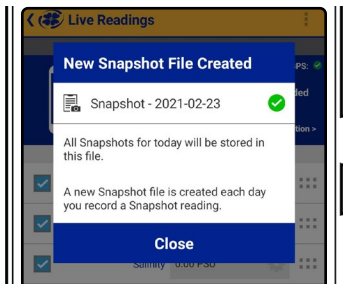 Live Readings
PS:
New Snapshot File Created
ded
Snapshot - 2021-02-23
tion >
All Snapshots for today will be stored in
this file.
A new Snapshot file is created each day
you record a Snapshot reading.
Close
Salinity 0.00 PSU